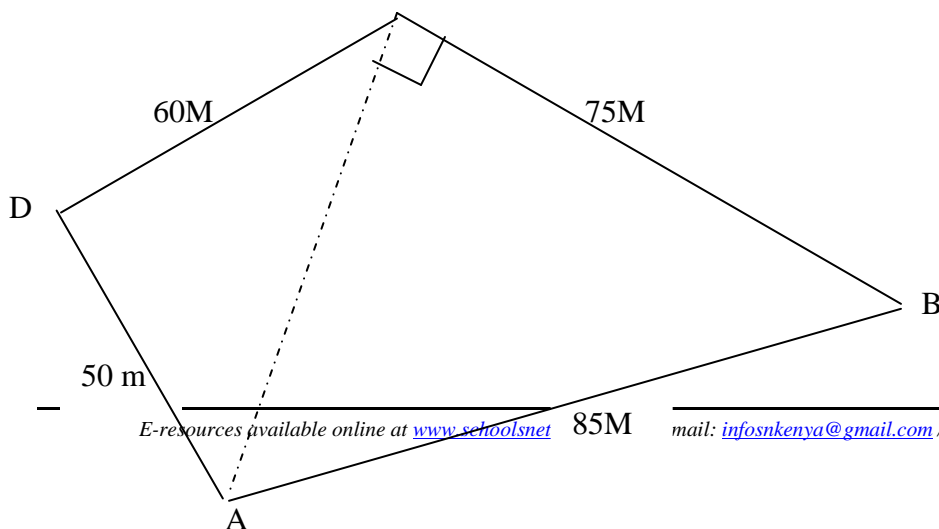 60M
75M
D
B
50 m
E-resources available online at www.schoolsnet
85M
mail: infosnkenya@gmail.com
A